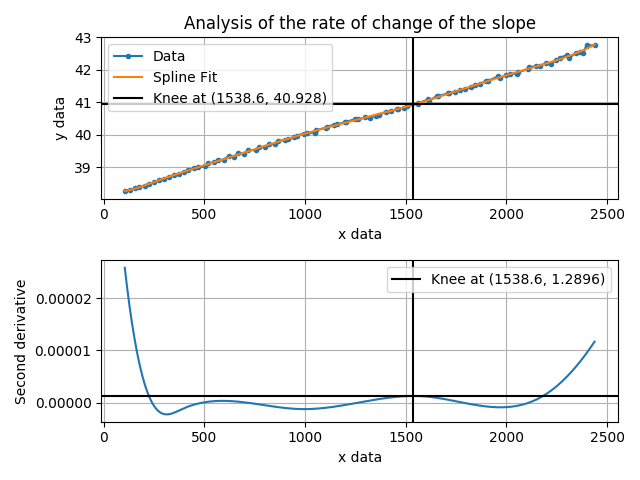 Analysis of the rate of change of the slope
43
42
41
40
39
y data
Data
Spline Fit
Knee at (1538.6, 40.928)
0 500 1000 1500 2000 2500
x data
0.00002
0.00001
0.00000
Second derivative
Knee at (1538.6, 1.2896)
0 500 1000 1500 2000 2500
x data